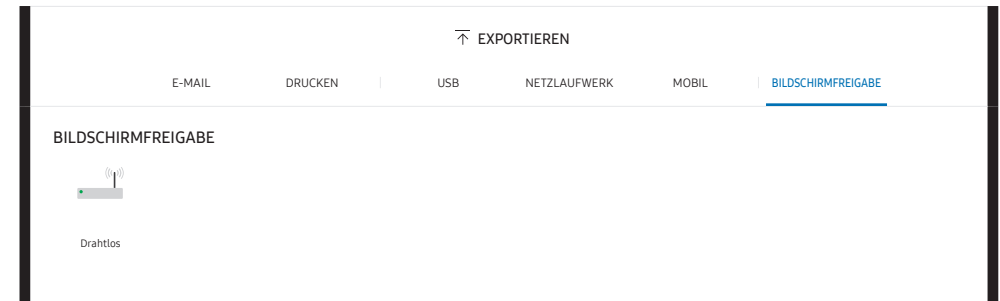 EXPORTIEREN
E-MAIL DRUCKEN USB NETZLAUFWERK MOBIL BILDSCHIRMFREIGABE
BILDSCHIRMFREIGABE
Drahtlos